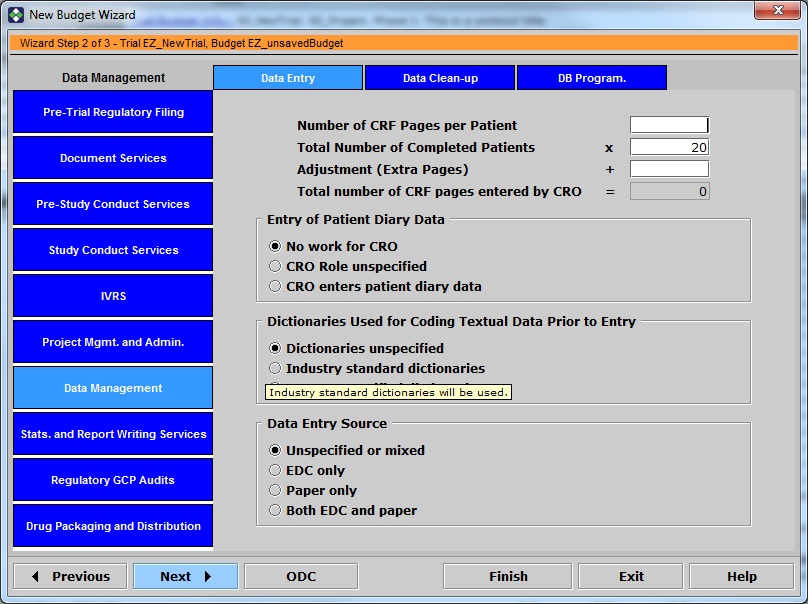 New Budget Wizard
Wizard Step 2 of 3 - Trial EZ_NewTrial, Budget EZ_unsavedBudget
Data Management
Data Entry
Data Clean-up
DB Program.
Pre-Trial Regulatory Filing
Document Services
Pre-Study Conduct Services
Study Conduct Services
IVRS
Project Mgmt. and Admin.
Data Management
Stats. and Report Writing Services
Regulatory GCP Audits
Drug Packaging and Distribution
Number of CRF Pages per Patient
Total Number of Completed Patients x 20
Adjustment (Extra Pages) +
Total number of CRF pages entered by CRO = 0
Entry of Patient Diary Data
No work for CRO
CRO Role unspecified
CRO enters patient diary data
Dictionaries Used for Coding Textual Data Prior to Entry
Dictionaries unspecified
Industry standard dictionaries
Industry standard dictionaries will be used.
Data Entry Source
Unspecified or mixed
EDC only
Paper only
Both EDC and paper
Previous
Next
ODC
Finish
Exit
Help